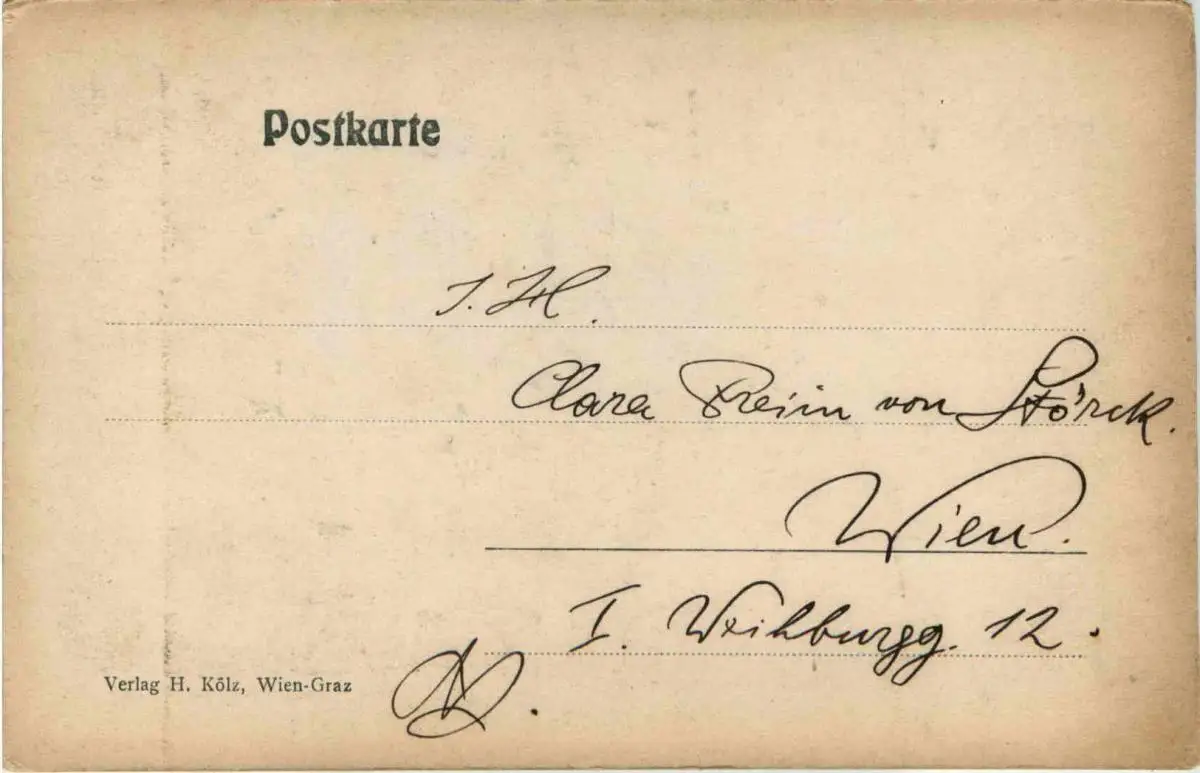 Postkarte
I. H.
Clara Freiin von Störck.
Wien.
I. Weihburgg. 12.
Verlag H. Kölz, Wien-Graz